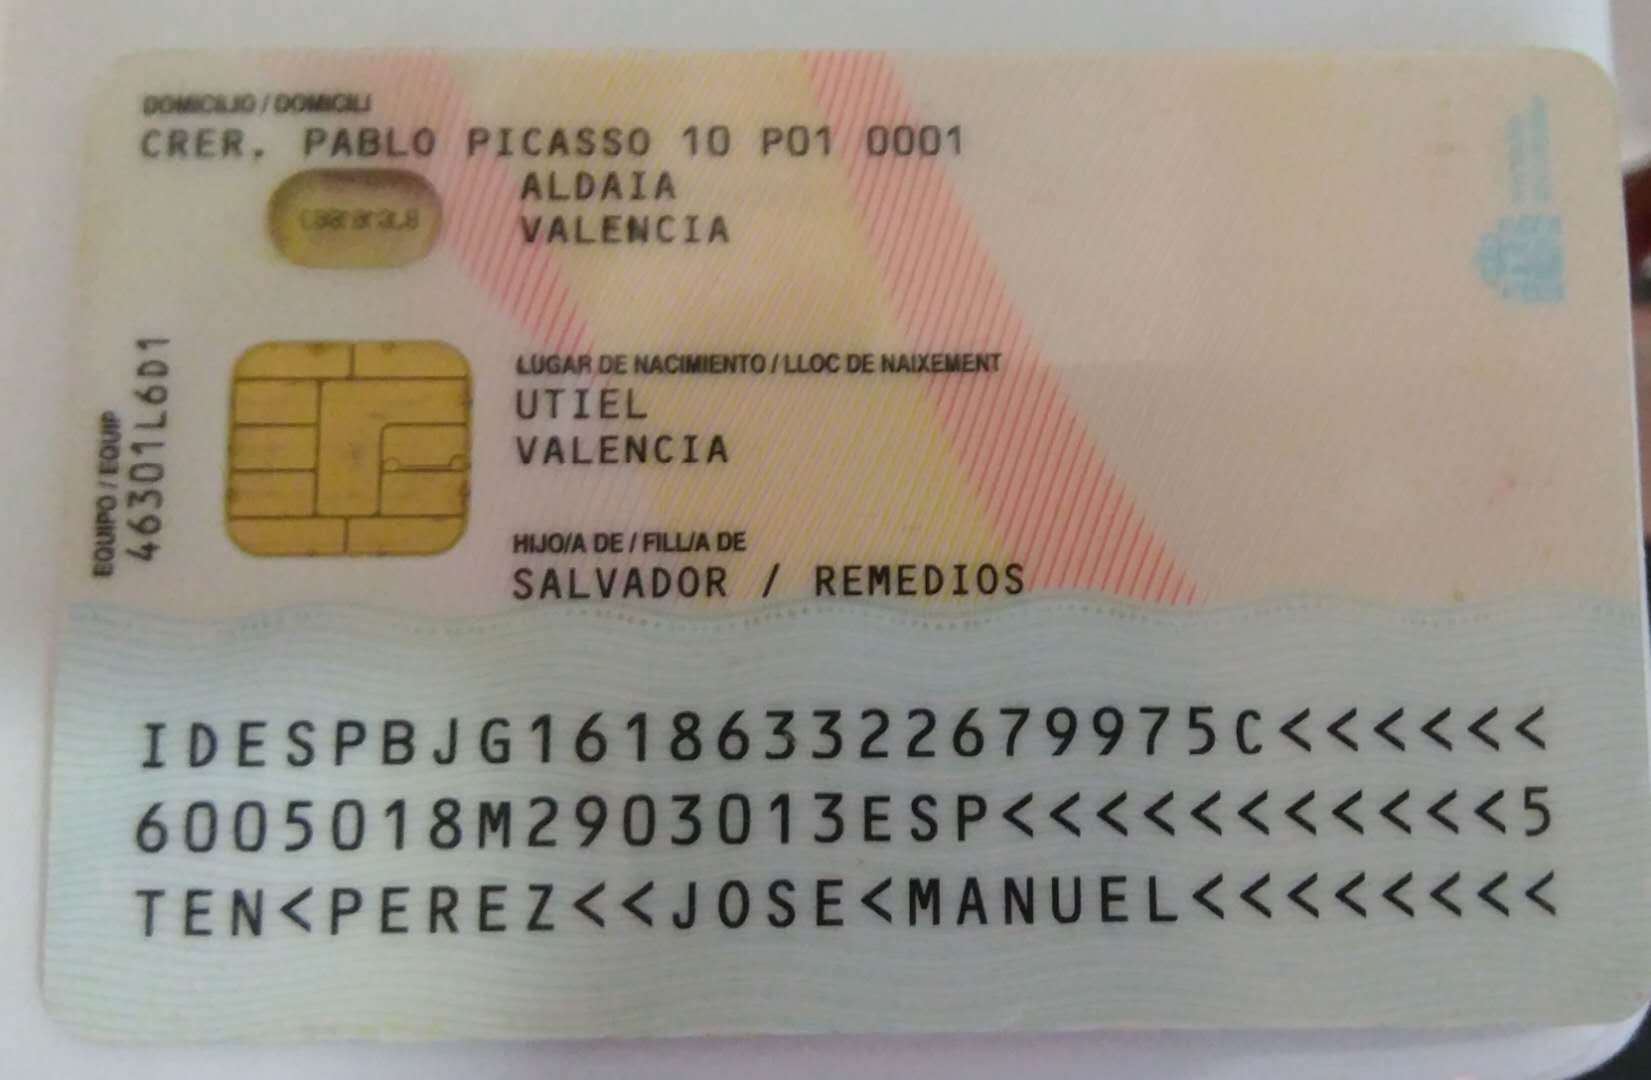 DOMICILIO / DOMICILI
CRER. PABLO PICASSO 10 P01 0001
ALDAIA
VALENCIA
LUGAR DE NACIMIENTO / LLOC DE NAIXEMENT
UTIEL
VALENCIA
EQUIPO / EQUIP
46301L6D1
HIJO/A DE / FILL/A DE
SALVADOR / REMEDIOS
IDESPBJG161863322679975C<<<<<<
6005018M2903013ESP<<<<<<<<<<<5
TEN<PEREZ<<JOSE<MANUEL<<<<<<<<